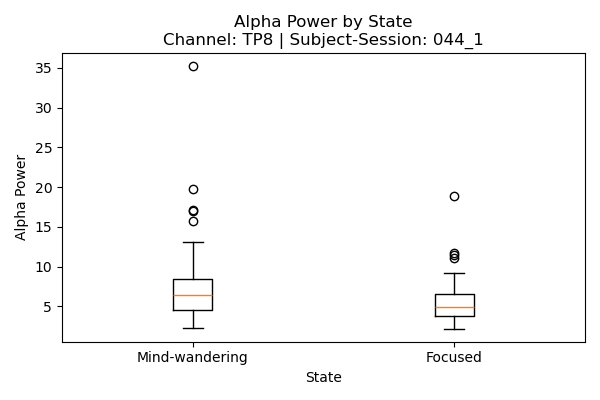 Alpha Power by State
Channel: TP8 | Subject-Session: 044_1
35
30
25
20
15
10
5
Alpha Power
Mind-wandering
Focused
State